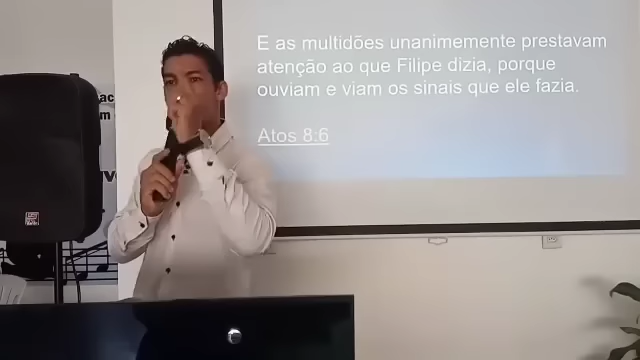 E as multidões unanimemente prestavam
atenção ao que Filipe dizia, porque
ouviam e viam os sinais que ele fazia.
Atos 8:6